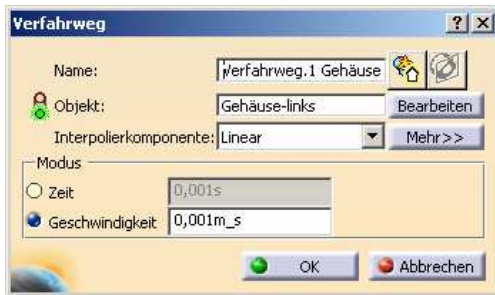 Verfahrweg
Name: Verfahrweg.1 Gehäuse
Objekt: Gehäuse-links Bearbeiten
Interpolierkomponente: Linear Mehr>>
Modus
Zeit 0,001s
Geschwindigkeit 0,001m_s
OK Abbrechen